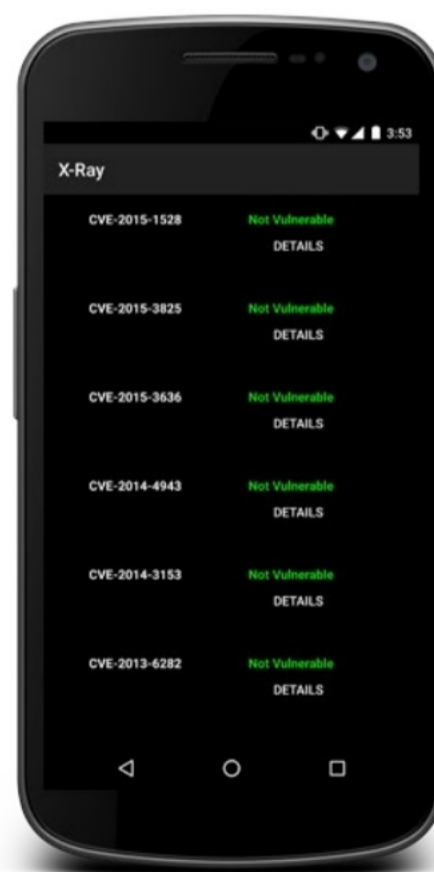 3:53
X-Ray
CVE-2015-1528 Not Vulnerable
DETAILS
CVE-2015-3825 Not Vulnerable
DETAILS
CVE-2015-3636 Not Vulnerable
DETAILS
CVE-2014-4943 Not Vulnerable
DETAILS
CVE-2014-3153 Not Vulnerable
DETAILS
CVE-2013-6282 Not Vulnerable
DETAILS